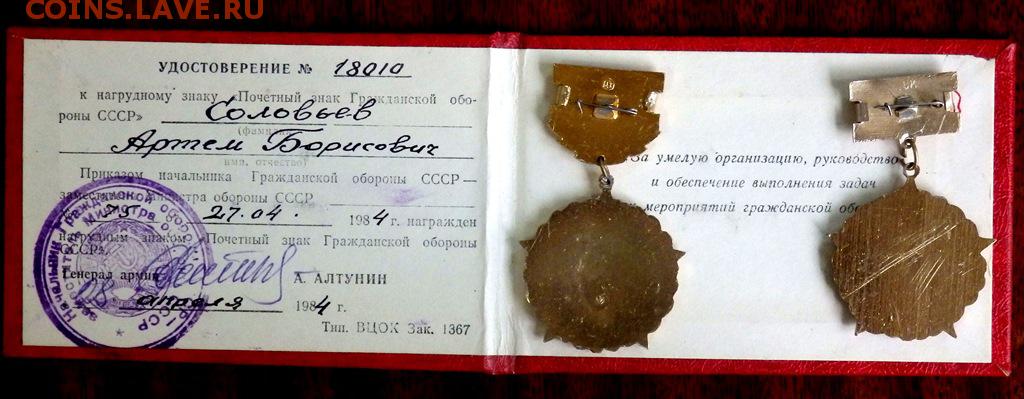 COINS.LAVE.RU
УДОСТОВЕРЕНИЕ № 18010
к нагрудному знаку «Почетный знак Гражданской обо-
роны СССР» Соловьев
(фамилия,
Артем Борисович
имя, отчество)
Приказом начальника Гражданской обороны СССР —
заместителя Министра обороны СССР
27.04. 1984 г. награжден
нагрудным знаком «Почетный знак Гражданской обороны
СССР».
Генерал армии А. АЛТУНИН
08 апреля 1984 г.
Тип. ВЦОК Зак. 1367
За умелую организацию, руководство
и обеспечение выполнения задач
мероприятий гражданской